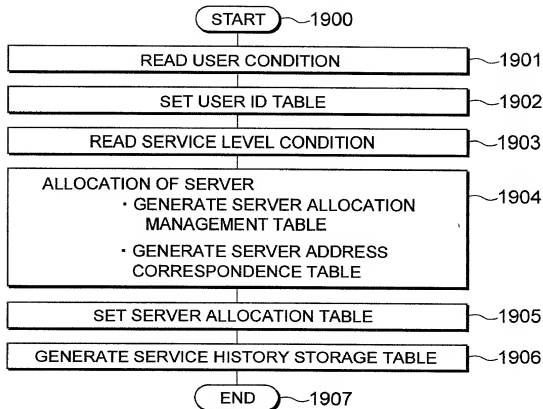 START 1900
READ USER CONDITION 1901
SET USER ID TABLE 1902
READ SERVICE LEVEL CONDITION 1903
ALLOCATION OF SERVER 1904
・GENERATE SERVER ALLOCATION
MANAGEMENT TABLE
・GENERATE SERVER ADDRESS
CORRESPONDENCE TABLE
SET SERVER ALLOCATION TABLE 1905
GENERATE SERVICE HISTORY STORAGE TABLE 1906
END 1907